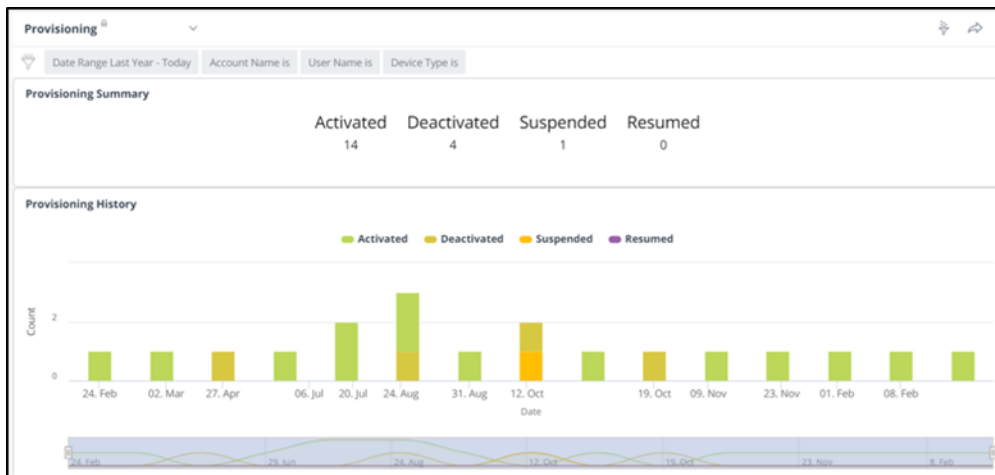 Provisioning
Date Range Last Year - Today Account Name is User Name is Device Type is
Provisioning Summary
Activated Deactivated Suspended Resumed
14 4 1 0
Provisioning History
Activated Deactivated Suspended Resumed
Count
2
0
24. Feb 02. Mar 27. Apr 06. Jul 20. Jul 24. Aug 31. Aug 12. Oct 19. Oct 09. Nov 23. Nov 01. Feb 08. Feb
Date
24. Feb 29. Jun 24. Aug 12. Oct 19. Oct 23. Nov 8. Feb